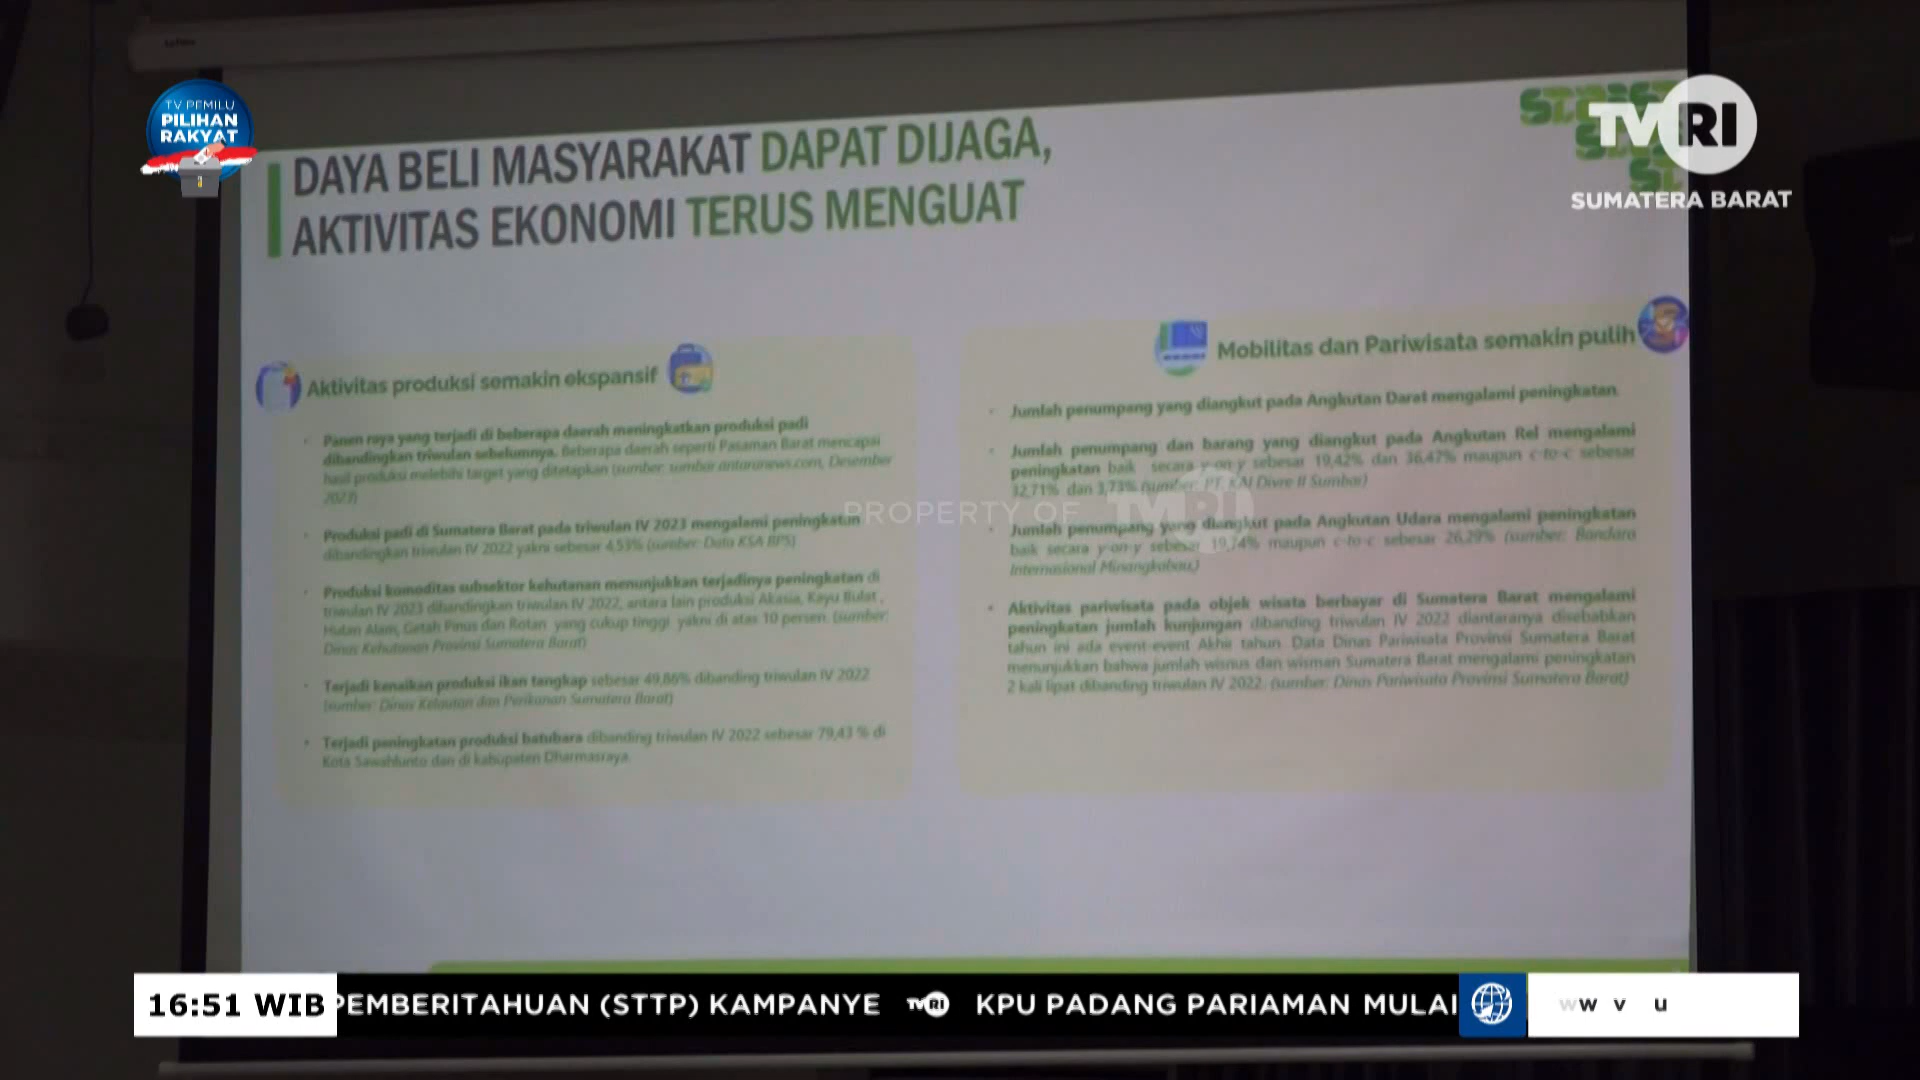 TV PEMILU
PILIHAN
RAKYAT
TVRI
SUMATERA BARAT
DAYA BELI MASYARAKAT DAPAT DIJAGA,
AKTIVITAS EKONOMI TERUS MENGUAT
Aktivitas produksi semakin ekspansif
Panen raya yang terjadi di beberapa daerah meningkatkan produksi padi
dibandingkan triwulan sebelumnya. Beberapa daerah seperti Pasaman Barat mencapai
hasil produksi melebihi target yang ditetapkan (sumber: sumbar.antaranews.com, Desember
2023)
Produksi padi di Sumatera Barat pada triwulan IV 2023 mengalami peningkatan
dibandingkan triwulan IV 2022 yakni sebesar 4,53% (sumber: Data KSA BPS)
Produksi komoditas subsektor kehutanan menunjukkan terjadinya peningkatan di
triwulan IV 2023 dibandingkan triwulan IV 2022, antara lain produksi Akasia, Kayu Bulat ,
Hutan Alam, Getah Pinus dan Rotan yang cukup tinggi yakni di atas 10 persen. (sumber:
Dinas Kehutanan Provinsi Sumatera Barat)
Terjadi kenaikan produksi ikan tangkap sebesar 49,86% dibanding triwulan IV 2022
(sumber: Dinas Kelautan dan Perikanan Sumatera Barat)
Terjadi peningkatan produksi batubara dibanding triwulan IV 2022 sebesar 79,43 % di
Kota Sawahlunto dan di kabupaten Dharmasraya.
Mobilitas dan Pariwisata semakin pulih
Jumlah penumpang yang diangkut pada Angkutan Darat mengalami peningkatan.
Jumlah penumpang dan barang yang diangkut pada Angkutan Rel mengalami
peningkatan baik secara y-on-y sebesar 19,42% dan 36,47% maupun c-to-c sebesar
32,71% dan 3,73% (sumber: PT. KAI Divre II Sumbar)
Jumlah penumpang yang diangkut pada Angkutan Udara mengalami peningkatan
baik secara y-on-y sebesar 19,74% maupun c-to-c sebesar 26,29% (sumber: Bandara
Internasional Minangkabau,)
Aktivitas pariwisata pada objek wisata berbayar di Sumatera Barat mengalami
peningkatan jumlah kunjungan dibanding triwulan IV 2022 diantaranya disebabkan
tahun ini ada event-event Akhir tahun. Data Dinas Pariwisata Provinsi Sumatera Barat
menunjukkan bahwa jumlah wisnus dan wisman Sumatera Barat mengalami peningkatan
2 kali lipat dibanding triwulan IV 2022. (sumber: Dinas Pariwisata Provinsi Sumatera Barat)
PROPERTY OF TVRI
16:51 WIB PEMBERITAHUAN (STTP) KAMPANYE TVRI KPU PADANG PARIAMAN MULAI